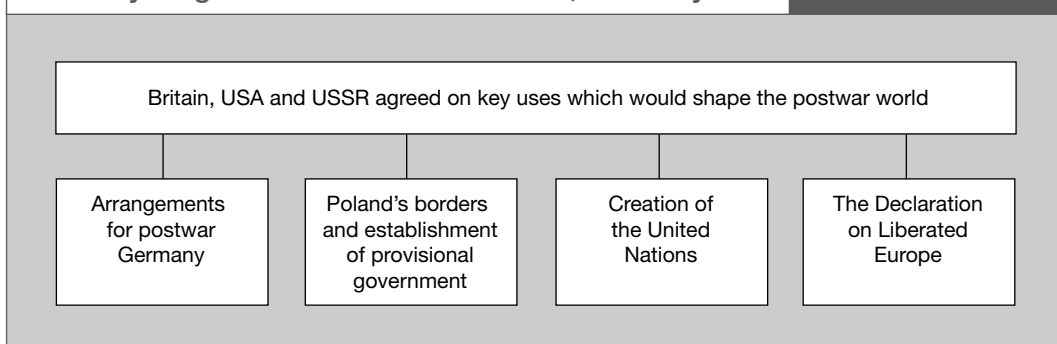 Britain, USA and USSR agreed on key uses which would shape the postwar world
Arrangements
for postwar
Germany
Poland's borders
and establishment
of provisional
government
Creation of
the United
Nations
The Declaration
on Liberated
Europe